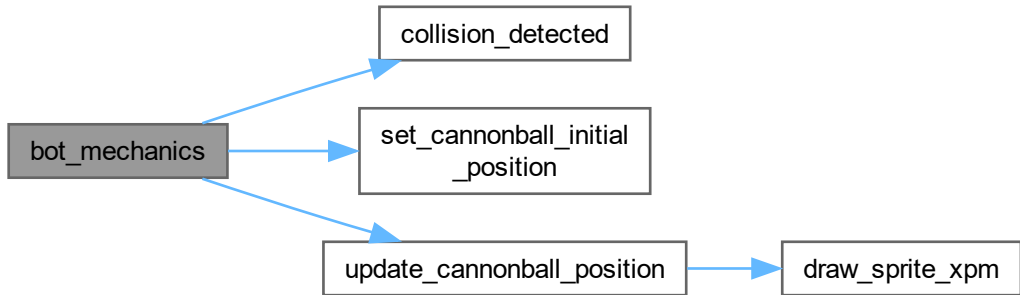 collision_detected
bot_mechanics
set_cannonball_initial
_position
update_cannonball_position
draw_sprite_xpm